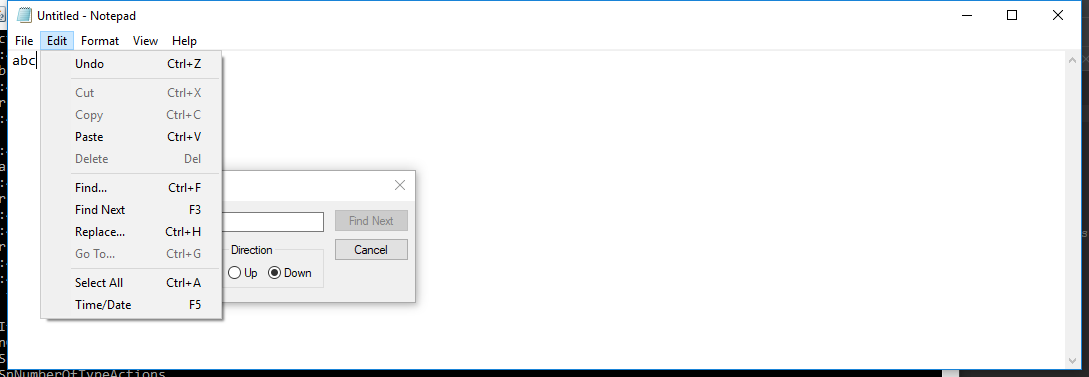 Untitled - Notepad
File Edit Format View Help
abc
Undo Ctrl+Z
Cut Ctrl+X
Copy Ctrl+C
Paste Ctrl+V
Delete Del
Find... Ctrl+F
Find Next F3
Replace... Ctrl+H
Go To... Ctrl+G
Select All Ctrl+A
Time/Date F5
Find Next
Cancel
Direction
Up Down
SnNumberOfTypeActions